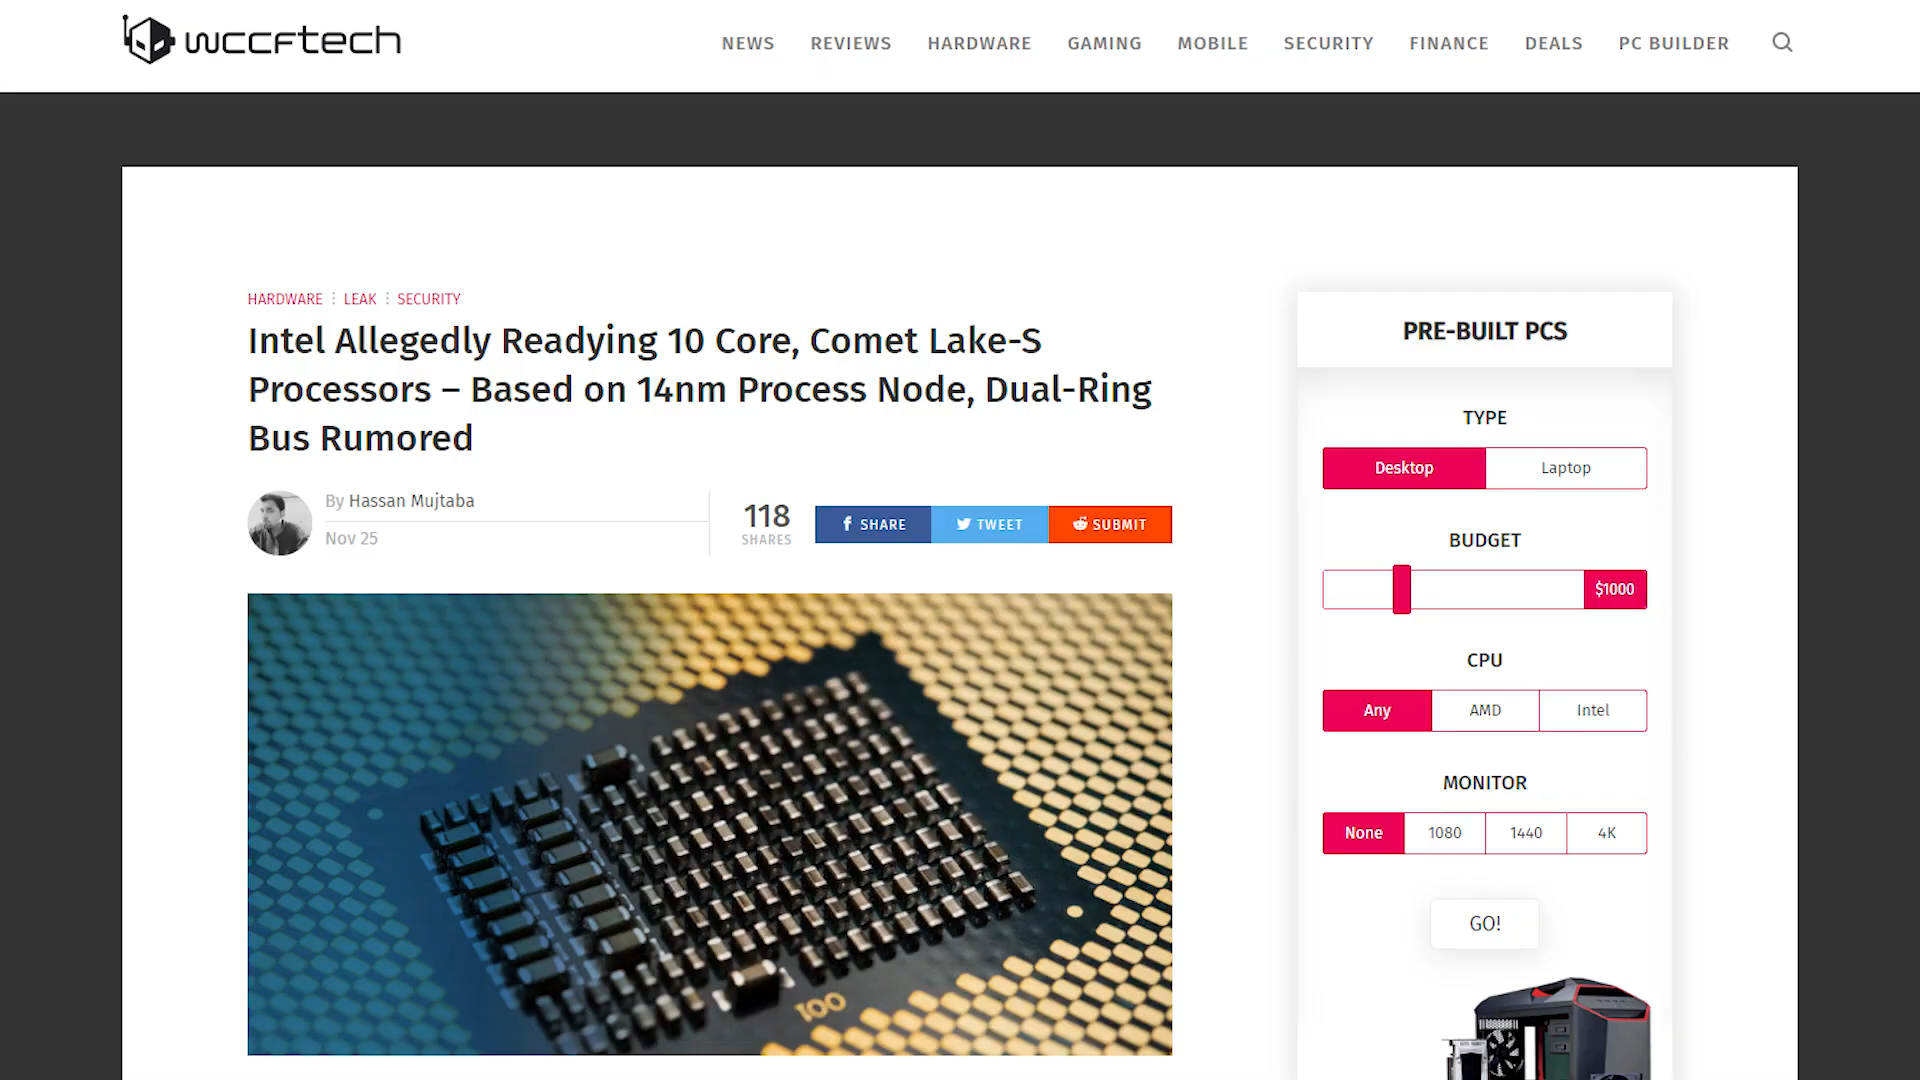 wccftech
NEWS REVIEWS HARDWARE GAMING MOBILE SECURITY FINANCE DEALS PC BUILDER
HARDWARE ⋮ LEAK ⋮ SECURITY
Intel Allegedly Readying 10 Core, Comet Lake-S
Processors – Based on 14nm Process Node, Dual-Ring
Bus Rumored
By Hassan Mujtaba
Nov 25
118
SHARES
SHARE
TWEET
SUBMIT
100
PRE-BUILT PCS
TYPE
Desktop Laptop
BUDGET
$1000
CPU
Any AMD Intel
MONITOR
None 1080 1440 4K
GO!